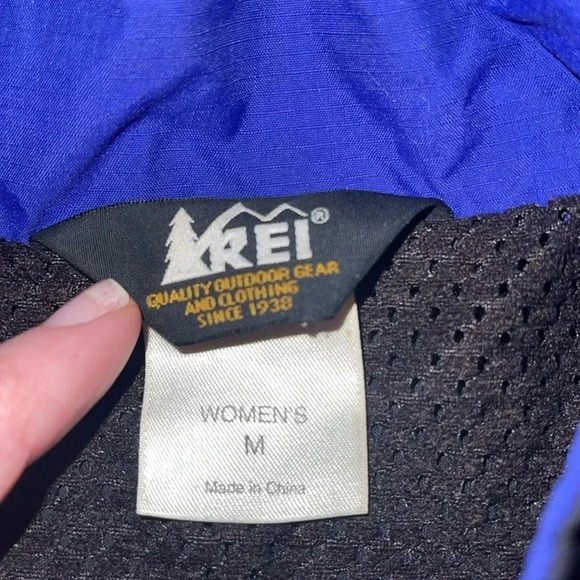 REI®
QUALITY OUTDOOR GEAR
AND CLOTHING
SINCE 1938
WOMEN'S
M
Made in China